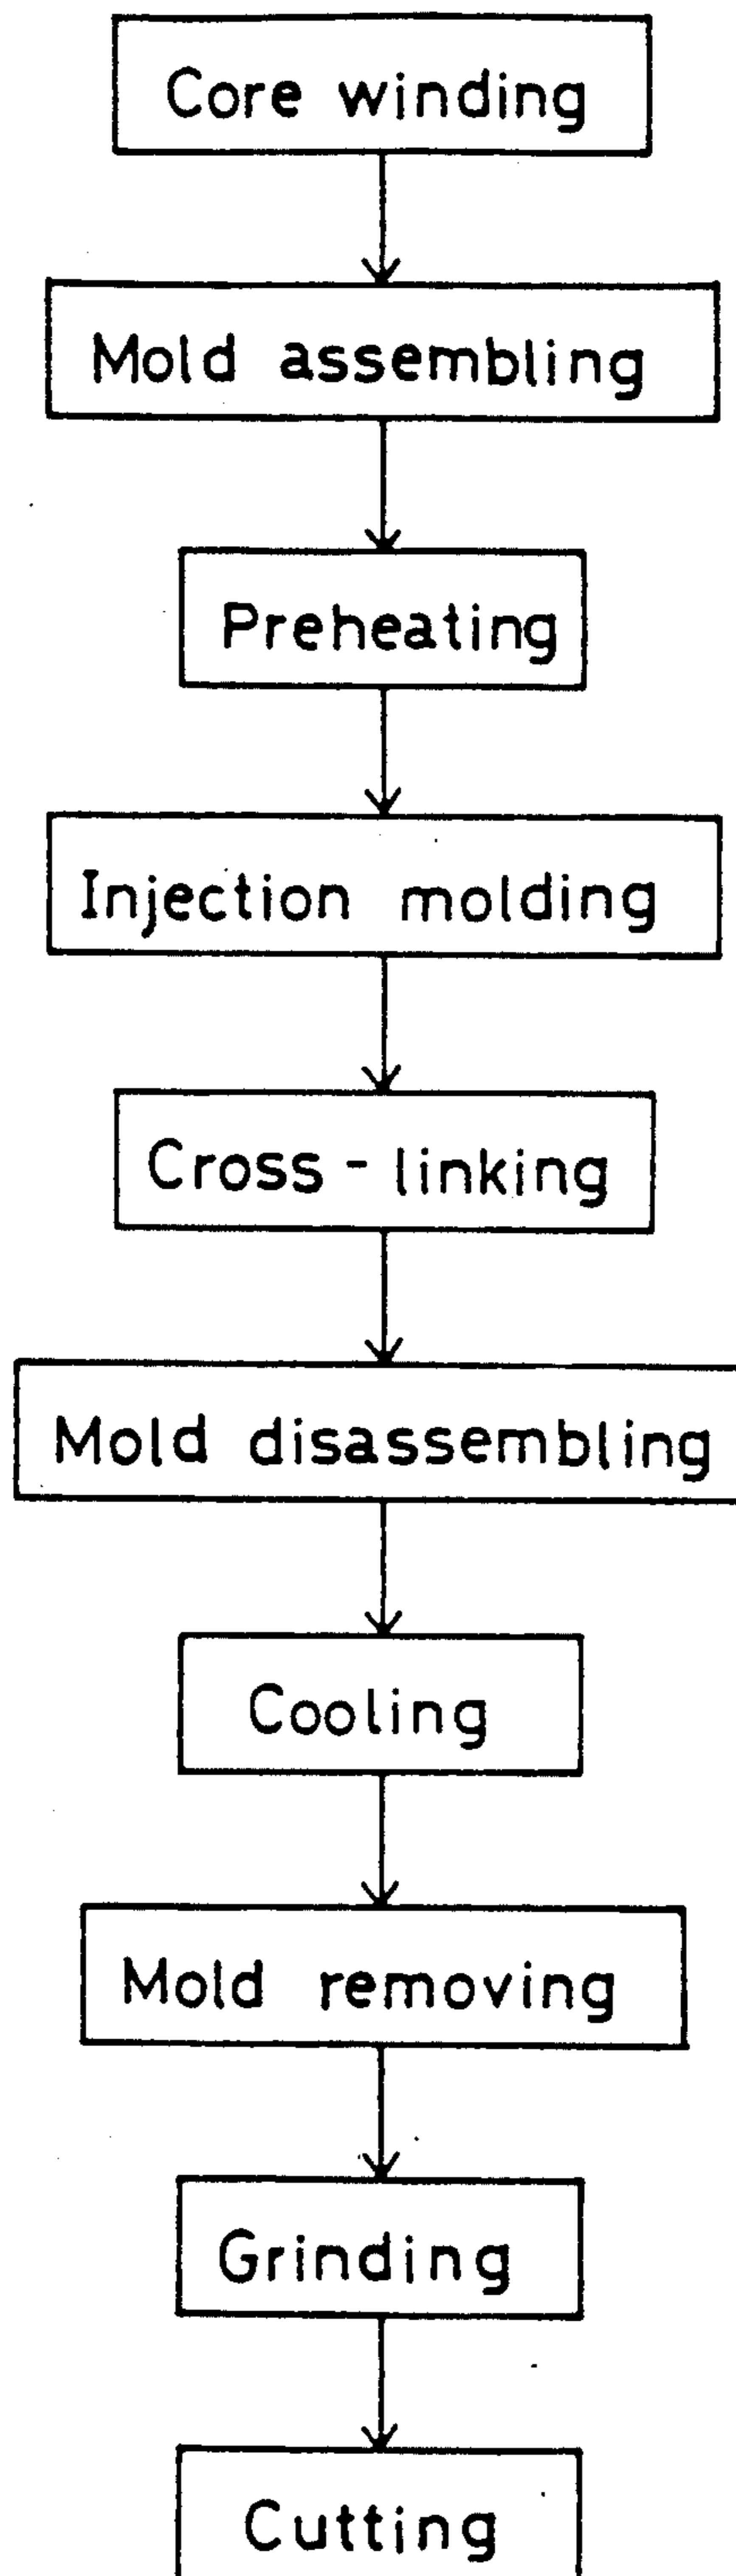 Core winding
Mold assembling
Preheating
Injection molding
Cross - linking
Mold disassembling
Cooling
Mold removing
Grinding
Cutting